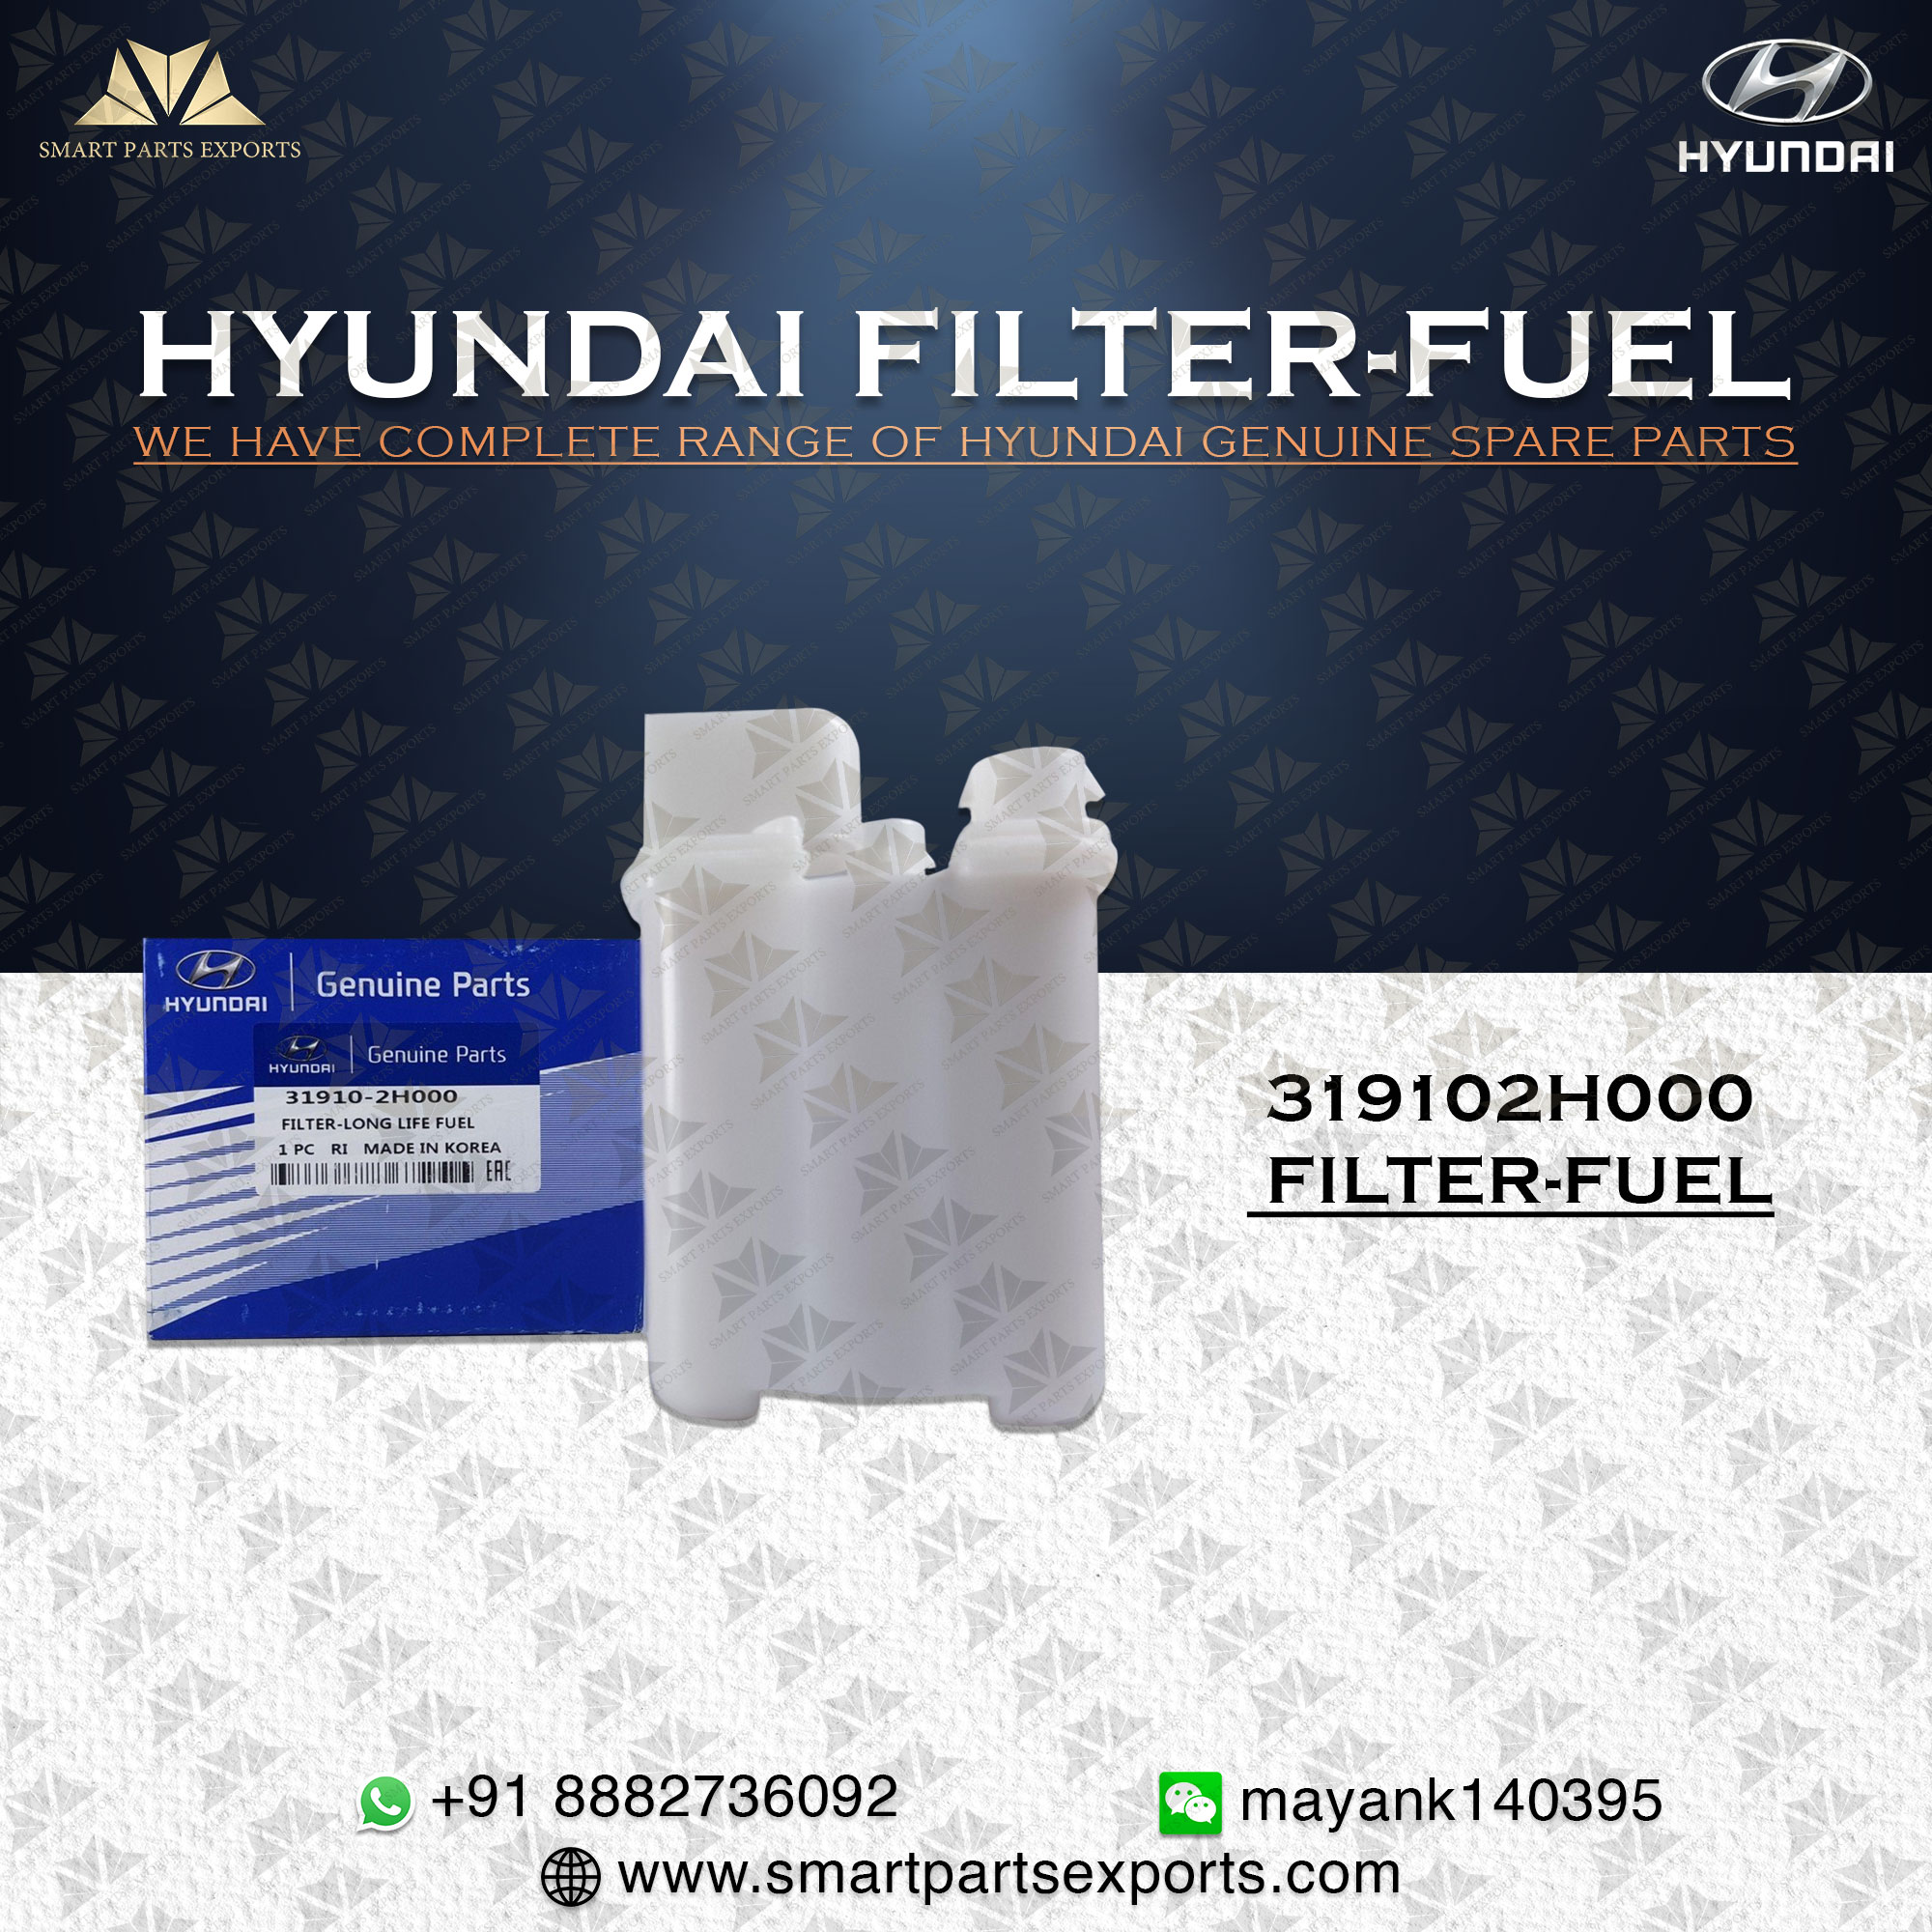 SMART PARTS EXPORTS
HYUNDAI
HYUNDAI FILTER-FUEL
WE HAVE COMPLETE RANGE OF HYUNDAI GENUINE SPARE PARTS
HYUNDAI Genuine Parts
HYUNDAI Genuine Parts
31910-2H000
FILTER-LONG LIFE FUEL
1 PC RI MADE IN KOREA
EAC
319102H000
FILTER-FUEL
+91 8882736092
mayank140395
www.smartpartsexports.com